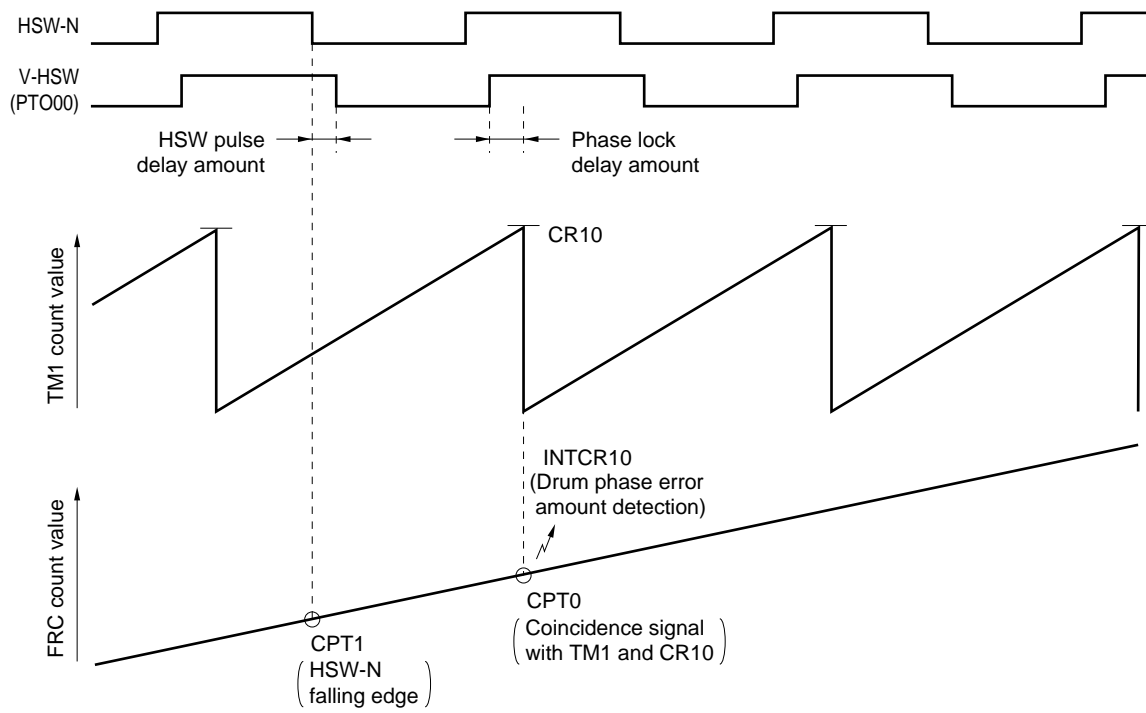 HSW-N
V-HSW
(PTO00)
HSW pulse
delay amount
Phase lock
delay amount
TM1 count value
CR10
FRC count value
INTCR10
(Drum phase error
amount detection)
CPT1
HSW-N
falling edge
CPT0
Coincidence signal
with TM1 and CR10